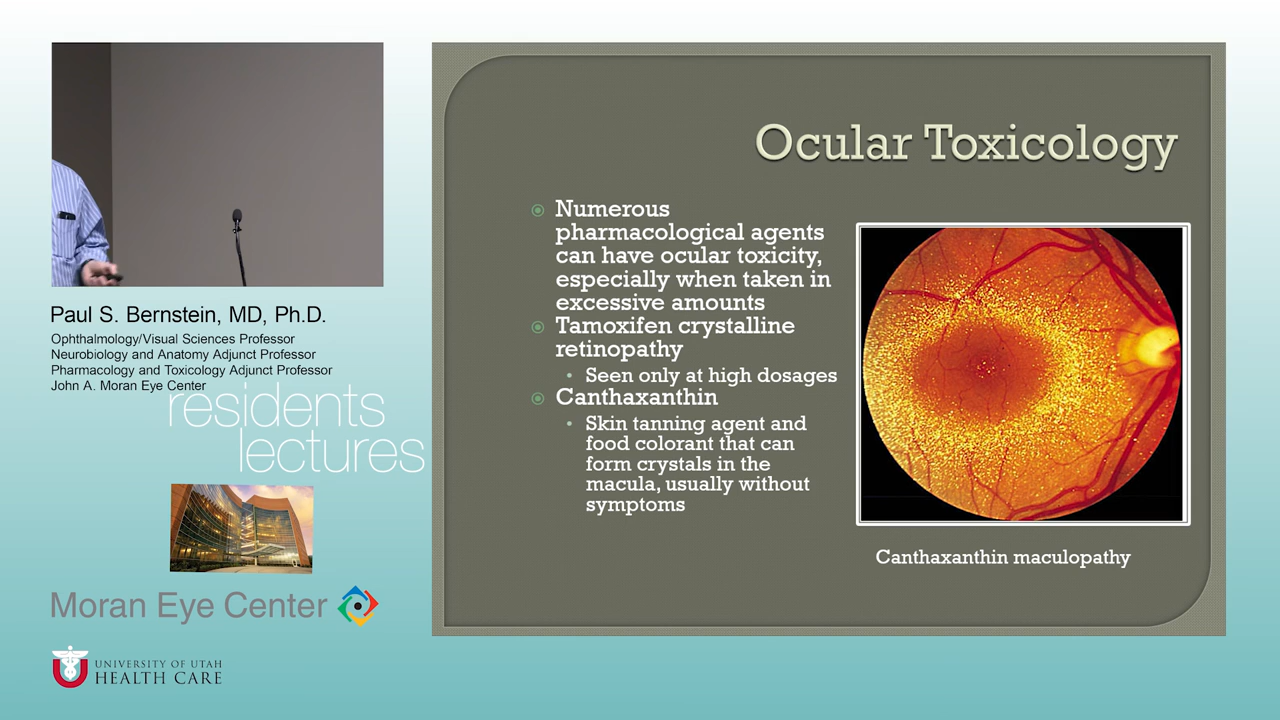 Paul S. Bernstein, MD, Ph.D.
Ophthalmology/Visual Sciences Professor
Neurobiology and Anatomy Adjunct Professor
Pharmacology and Toxicology Adjunct Professor
John A. Moran Eye Center
residents
lectures
Moran Eye Center
UNIVERSITY OF UTAH
HEALTH CARE
Ocular Toxicology
Numerous
pharmacological agents
can have ocular toxicity,
especially when taken in
excessive amounts
Tamoxifen crystalline
retinopathy
Seen only at high dosages
Canthaxanthin
Skin tanning agent and
food colorant that can
form crystals in the
macula, usually without
symptoms
Canthaxanthin maculopathy